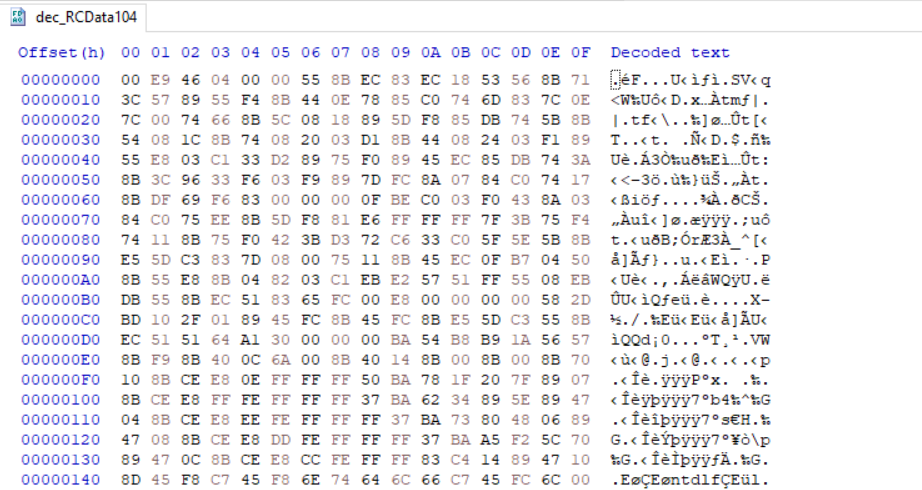 dec_RCData104
Offset(h) 00 01 02 03 04 05 06 07 08 09 0A 0B 0C 0D 0E 0F Decoded text
00000000 00 E9 46 04 00 00 55 8B EC 83 EC 18 53 56 8B 71 .éF...U‹ìƒì.SV‹q
00000010 3C 57 89 55 F4 8B 44 0E 78 85 C0 74 6D 83 7C 0E <W‰Uô‹D.x…Àtmƒ|.
00000020 7C 00 74 66 8B 5C 08 18 89 5D F8 85 DB 74 5B 8B |.tf‹\..‰]ø…Ût[‹
00000030 54 08 1C 8B 74 08 20 03 D1 8B 44 08 24 03 F1 89 T..‹t. .Ñ‹D.$.ñ‰
00000040 55 E8 03 C1 33 D2 89 75 F0 89 45 EC 85 DB 74 3A Uè.Á3Ò‰uð‰Eì…Ût:
00000050 8B 3C 96 33 F6 03 F9 89 7D FC 8A 07 84 C0 74 17 ‹<–3ö.ù‰}üŠ.„Àt.
00000060 8B DF 69 F6 83 00 00 00 0F BE C0 03 F0 43 8A 03 ‹ßiöƒ....¾À.ðCŠ.
00000070 84 C0 75 EE 8B 5D F8 81 E6 FF FF FF 7F 3B 75 F4 „Àuî‹]ø.æÿÿÿ.;uô
00000080 74 11 8B 75 F0 42 3B D3 72 C6 33 C0 5F 5E 5B 8B t.‹uðB;ÓrÆ3À_^[‹
00000090 E5 5D C3 83 7D 08 00 75 11 8B 45 EC 0F B7 04 50 å]Ãƒ}..u.‹Eì.·.P
000000A0 8B 55 E8 8B 04 82 03 C1 EB E2 57 51 FF 55 08 EB ‹Uè‹.‚.ÁëâWQÿU.ë
000000B0 DB 55 8B EC 51 83 65 FC 00 E8 00 00 00 00 58 2D ÛU‹ìQƒeü.è....X-
000000C0 BD 10 2F 01 89 45 FC 8B 45 FC 8B E5 5D C3 55 8B ½./.‰Eü‹Eü‹å]ÃU‹
000000D0 EC 51 51 64 A1 30 00 00 00 BA 54 B8 B9 1A 56 57 ìQQd¡0...ºT¸¹.VW
000000E0 8B F9 8B 40 0C 6A 00 8B 40 14 8B 00 8B 00 8B 70 ‹ù‹@.j.‹@.‹.‹.‹p
000000F0 10 8B CE E8 0E FF FF FF 50 BA 78 1F 20 7F 89 07 .‹Îè.ÿÿÿPºx. .‰.
00000100 8B CE E8 FF FE FF FF FF 37 BA 62 34 89 5E 89 47 ‹Îèÿþÿÿÿ7ºb4‰^‰G
00000110 04 8B CE E8 EE FE FF FF FF 37 BA 73 80 48 06 89 .‹Îèîþÿÿÿ7ºs€H.‰
00000120 47 08 8B CE E8 DD FE FF FF FF 37 BA A5 F2 5C 70 G.‹ÎèÝþÿÿÿ7º¥ò\p
00000130 89 47 0C 8B CE E8 CC FE FF FF 83 C4 14 89 47 10 ‰G.‹ÎèÌþÿÿƒÄ.‰G.
00000140 8D 45 F8 C7 45 F8 6E 74 64 6C 66 C7 45 FC 6C 00 .EøÇEøntdlfÇEül.